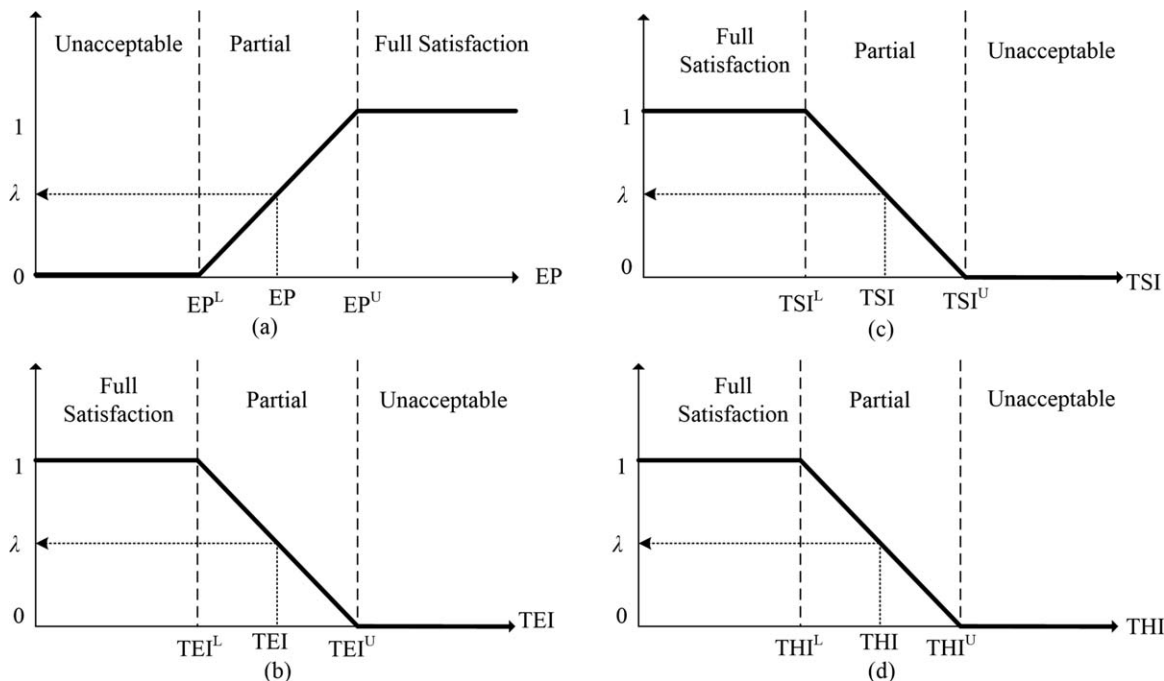 Unacceptable
Partial
Full Satisfaction
1
λ
0
EP^L
EP
EP^U
EP
(a)
Full
Satisfaction
Partial
Unacceptable
1
λ
0
TSI^L
TSI
TSI^U
TSI
(c)
Full
Satisfaction
Partial
Unacceptable
1
λ
0
TEI^L
TEI
TEI^U
TEI
(b)
Full
Satisfaction
Partial
Unacceptable
1
λ
0
THI^L
THI
THI^U
THI
(d)